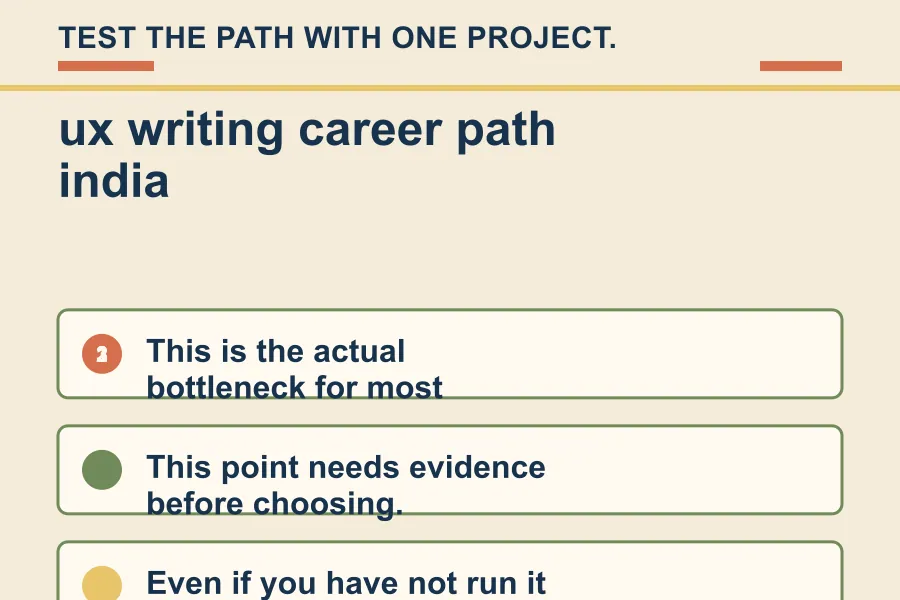 TEST THE PATH WITH ONE PROJECT.
ux writing career path
india
This is the actual
bottleneck for most
This point needs evidence
before choosing.
Even if you have not run it